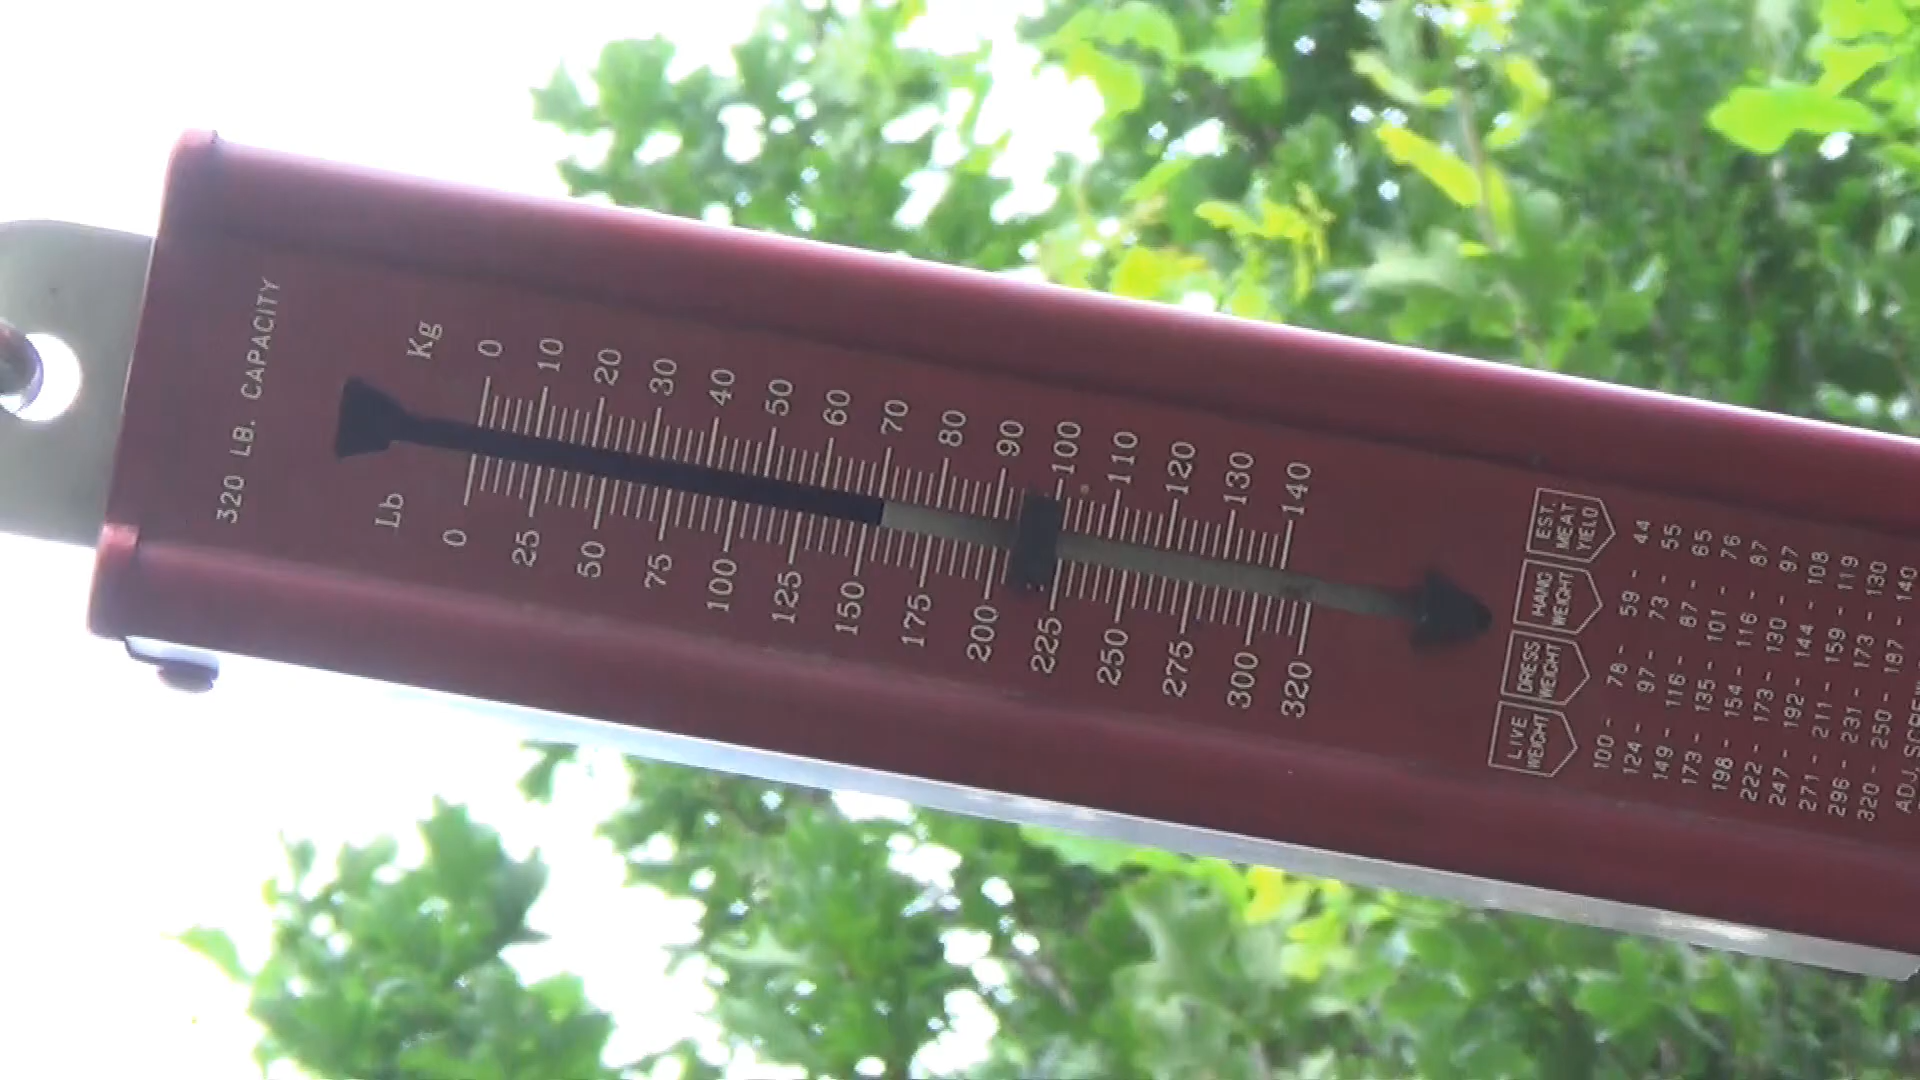 320 LB. CAPACITY
Kg
0 10 20 30 40 50 60 70 80 90 100 110 120 130 140
Lb
0 25 50 75 100 125 150 175 200 225 250 275 300 320
LIVE WEIGHT
DRESS WEIGHT
HANG WEIGHT
EST. MEAT YIELD
100 - 78 - 59 - 44
124 - 97 - 73 - 55
149 - 116 - 87 - 65
173 - 135 - 101 - 76
198 - 154 - 116 - 87
222 - 173 - 130 - 97
247 - 192 - 144 - 108
271 - 211 - 159 - 119
296 - 231 - 173 - 130
320 - 250 - 187 - 140
ADJ.